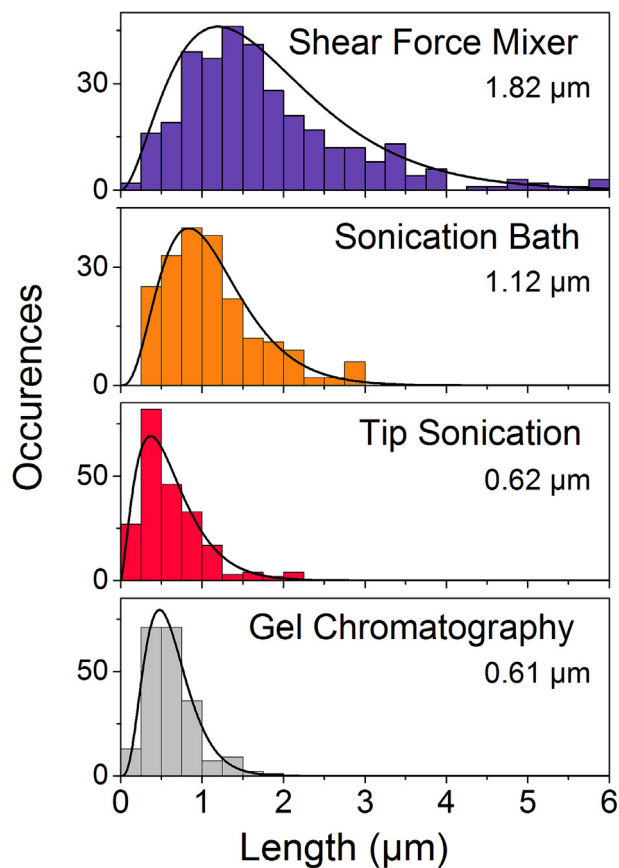 Occurences
30
0
Shear Force Mixer
1.82 µm
30
0
Sonication Bath
1.12 µm
50
0
Tip Sonication
0.62 µm
50
0
Gel Chromatography
0.61 µm
0 1 2 3 4 5 6
Length (µm)